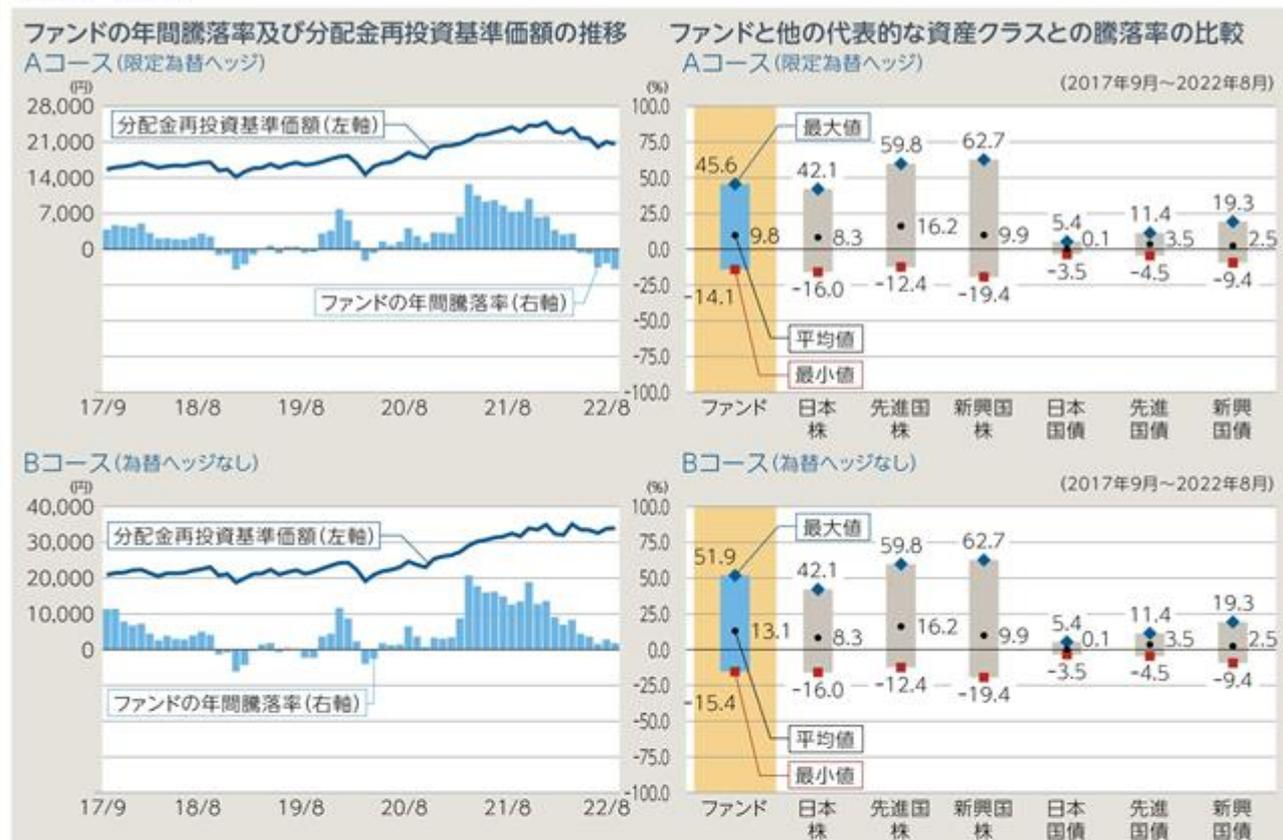 ファンドの年間騰落率及び分配金再投資基準価額の推移
Aコース(限定為替ヘッジ)
(円)
(%)
28,000
21,000
14,000
7,000
0
100.0
75.0
50.0
25.0
0.0
-25.0
-50.0
-75.0
-100.0
分配金再投資基準価額(左軸)
ファンドの年間騰落率(右軸)
17/9 18/8 19/8 20/8 21/8 22/8
ファンドと他の代表的な資産クラスとの騰落率の比較
Aコース(限定為替ヘッジ)
(2017年9月〜2022年8月)
最大値
45.6 42.1 59.8 62.7 5.4 11.4 19.3
9.8 8.3 16.2 9.9 0.1 3.5 2.5
-14.1 -16.0 -12.4 -19.4 -3.5 -4.5 -9.4
平均値
最小値
ファンド 日本 先進国 新興国 日本 先進 新興
株 株 株 国債 国債 国債
Bコース(為替ヘッジなし)
(円)
(%)
40,000
30,000
20,000
10,000
0
100.0
75.0
50.0
25.0
0.0
-25.0
-50.0
-75.0
-100.0
分配金再投資基準価額(左軸)
ファンドの年間騰落率(右軸)
17/9 18/8 19/8 20/8 21/8 22/8
Bコース(為替ヘッジなし)
(2017年9月〜2022年8月)
最大値
51.9 42.1 59.8 62.7 5.4 11.4 19.3
13.1 8.3 16.2 9.9 0.1 3.5 2.5
-15.4 -16.0 -12.4 -19.4 -3.5 -4.5 -9.4
平均値
最小値
ファンド 日本 先進国 新興国 日本 先進 新興
株 株 株 国債 国債 国債